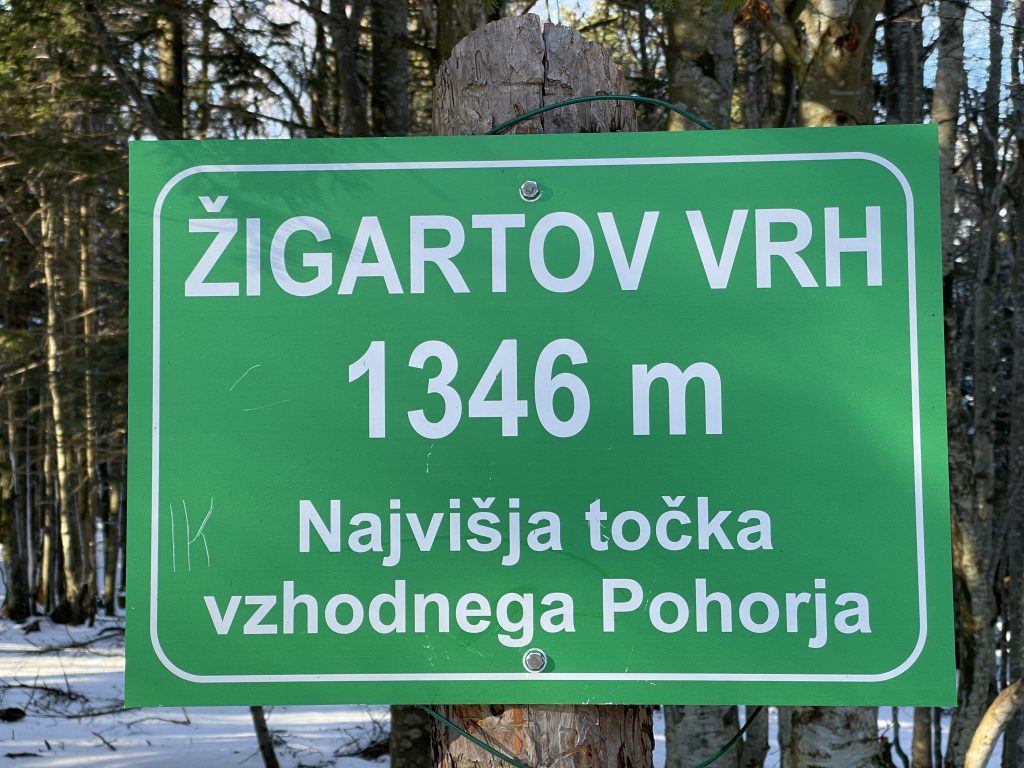 ŽIGARTOV VRH
1346 m
Najvišja točka
vzhodnega Pohorja